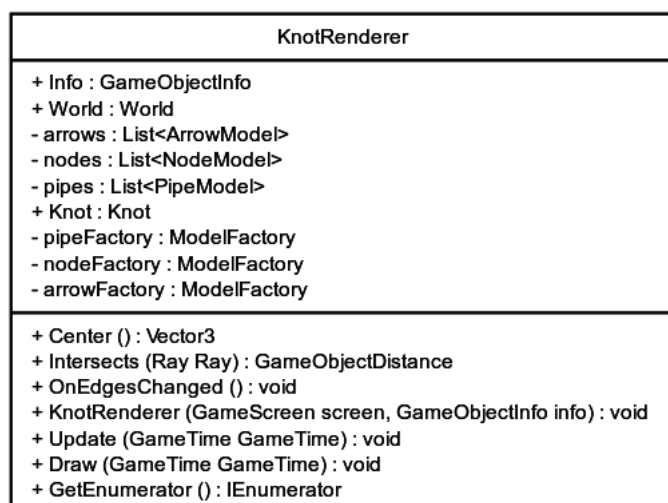 KnotRenderer
+ Info : GameObjectInfo
+ World : World
- arrows : List<ArrowModel>
- nodes : List<NodeModel>
- pipes : List<PipeModel>
+ Knot : Knot
- pipeFactory : ModelFactory
- nodeFactory : ModelFactory
- arrowFactory : ModelFactory
+ Center () : Vector3
+ Intersects (Ray Ray) : GameObjectDistance
+ OnEdgesChanged () : void
+ KnotRenderer (GameScreen screen, GameObjectInfo info) : void
+ Update (GameTime GameTime) : void
+ Draw (GameTime GameTime) : void
+ GetEnumerator () : IEnumerator